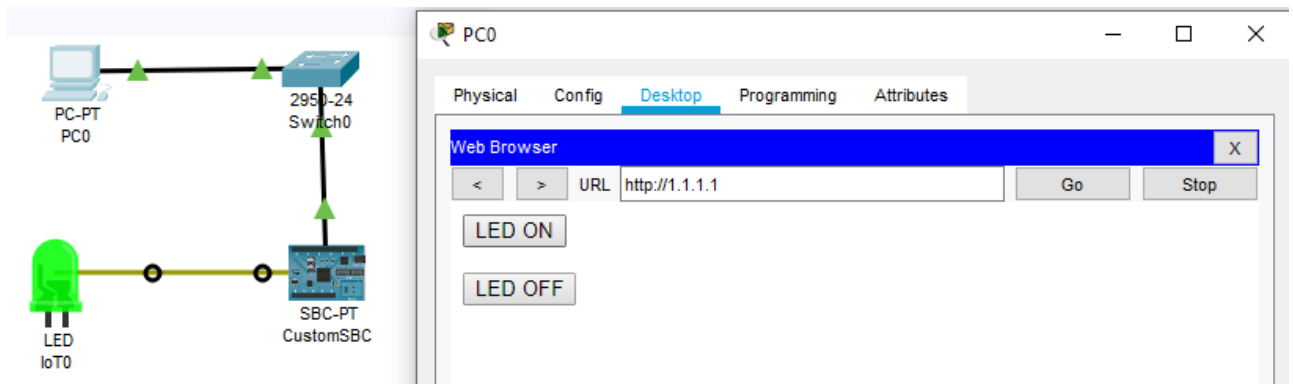 PC-PT
PC0
2950-24
Switch0
LED
IoT0
SBC-PT
CustomSBC
PC0
Physical Config Desktop Programming Attributes
Web Browser X
< > URL http://1.1.1.1 Go Stop
LED ON
LED OFF